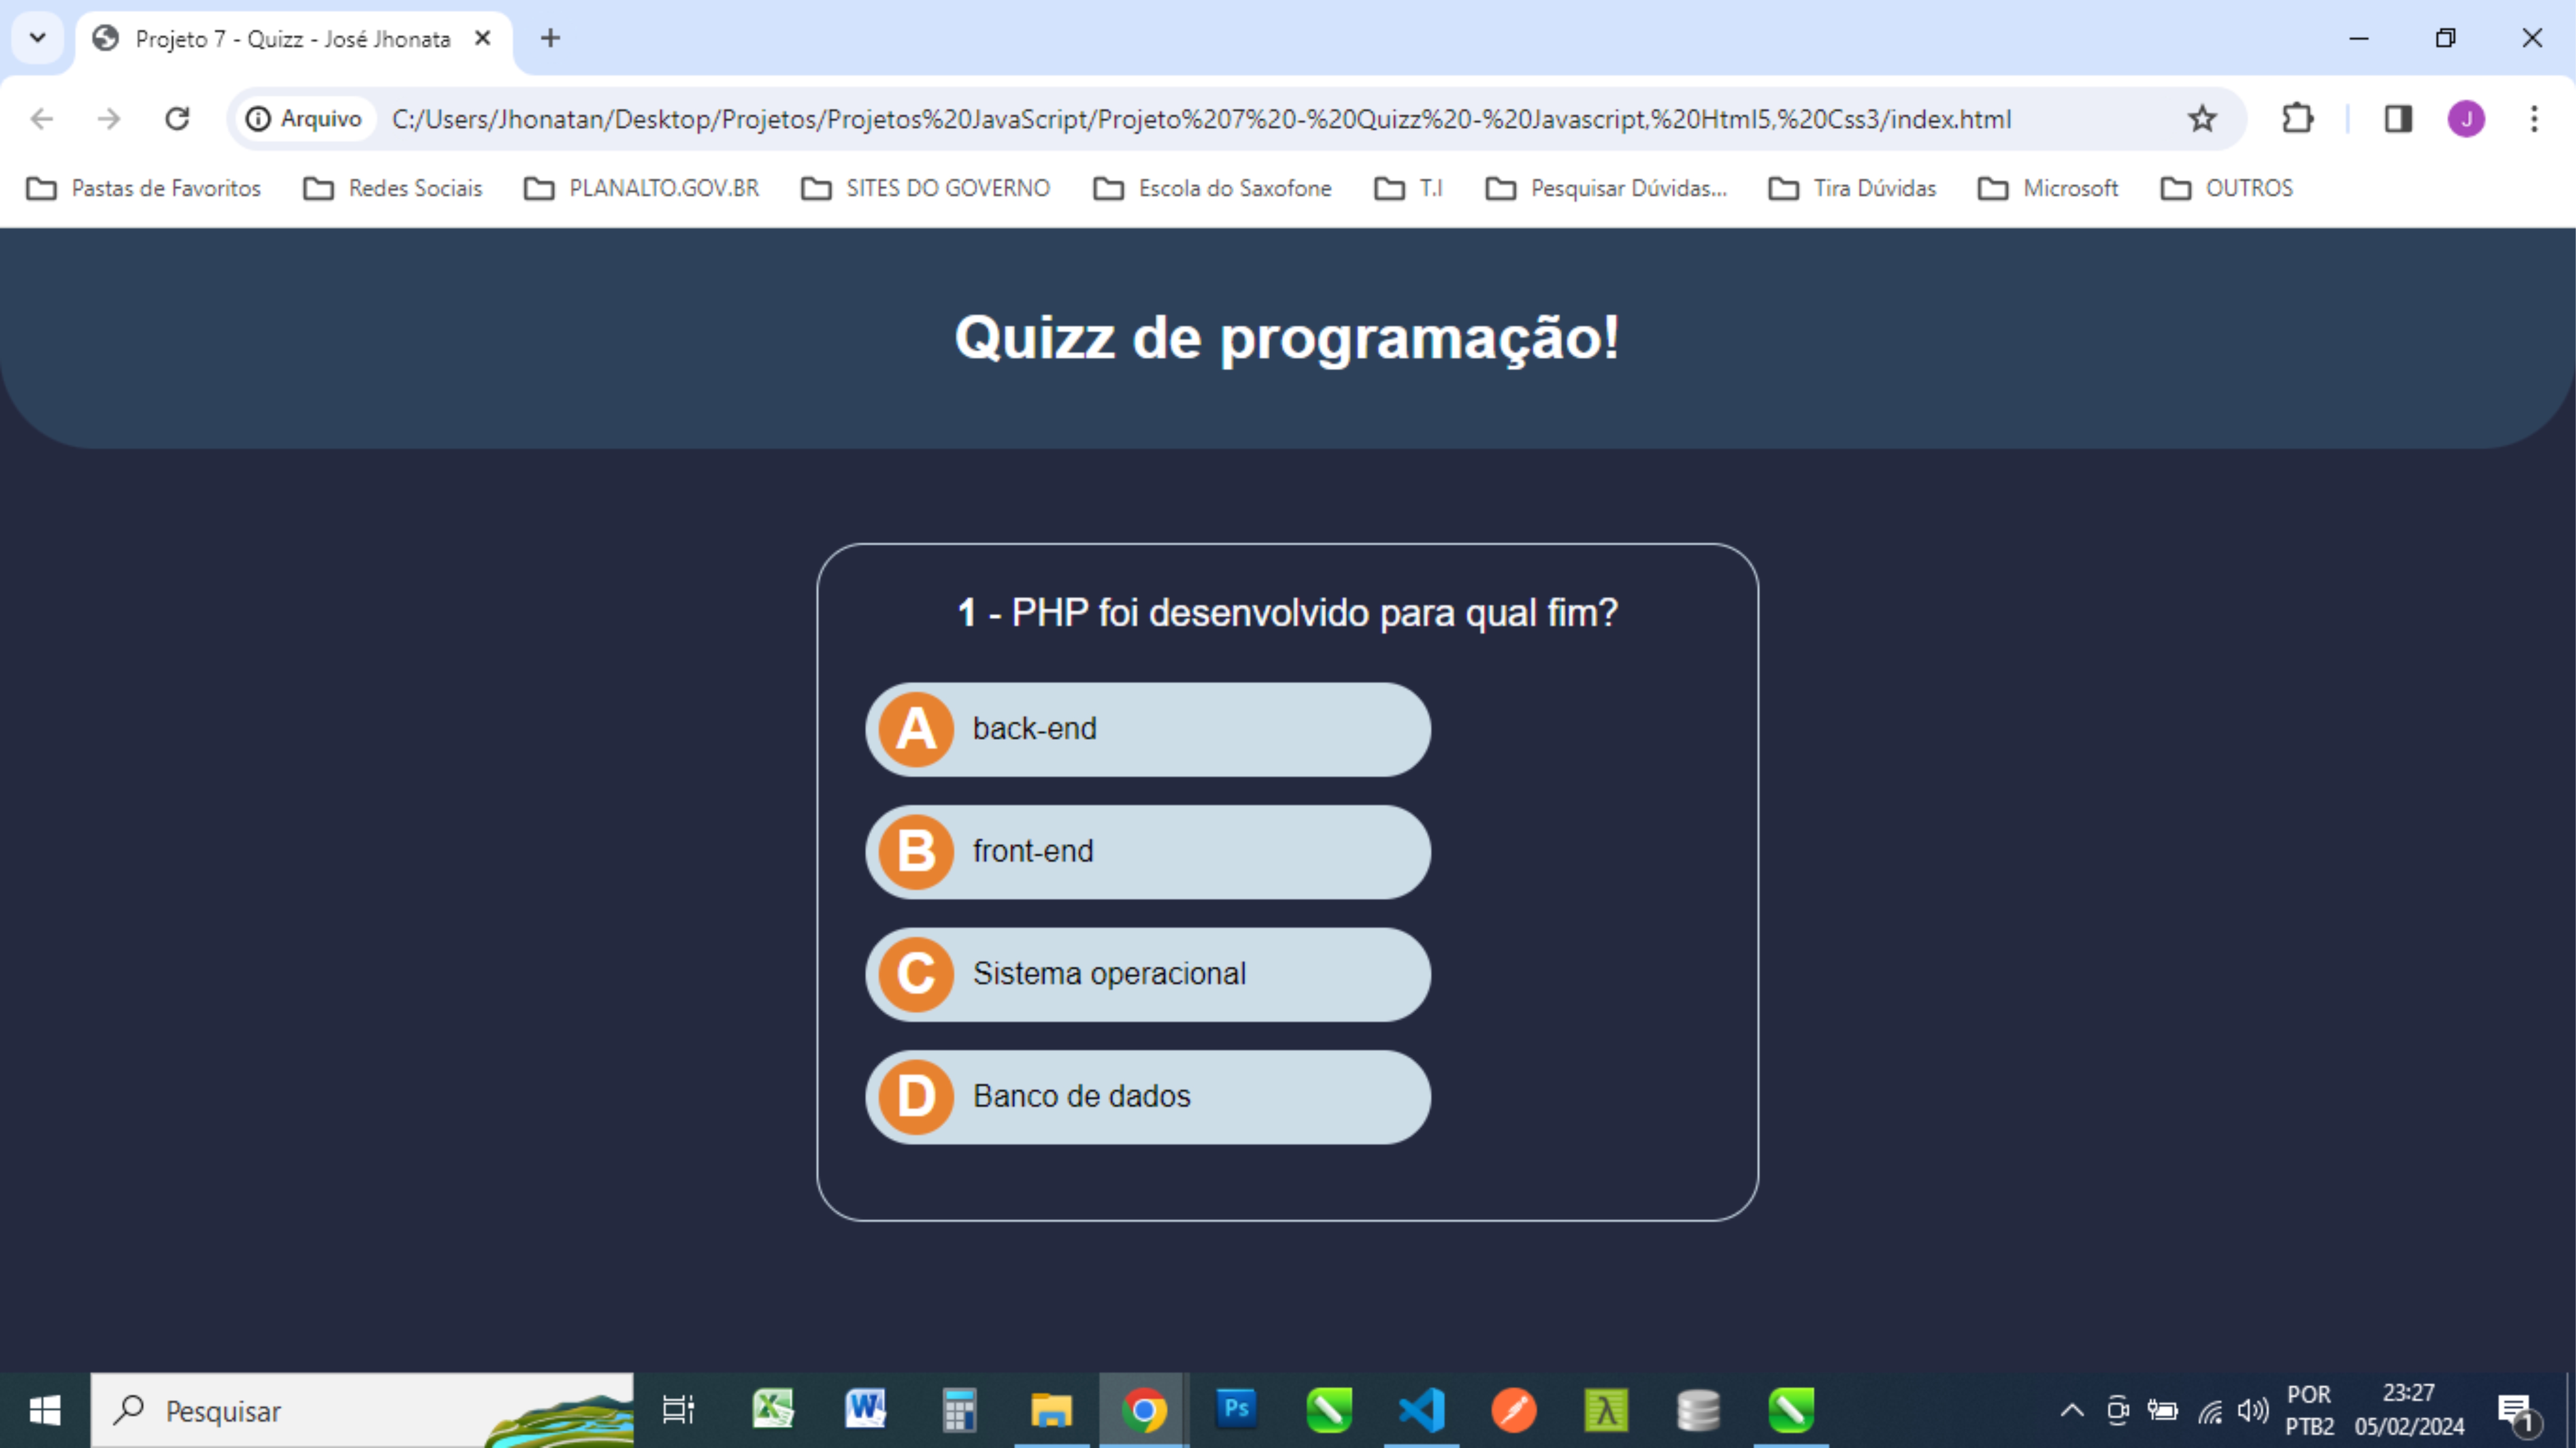 Projeto 7 - Quizz - José Jhonata
Arquivo
C:/Users/Jhonatan/Desktop/Projetos/Projetos%20JavaScript/Projeto%207%20-%20Quizz%20-%20Javascript,%20Html5,%20Css3/index.html
J
Pastas de Favoritos
Redes Sociais
PLANALTO.GOV.BR
SITES DO GOVERNO
Escola do Saxofone
T.I
Pesquisar Dúvidas...
Tira Dúvidas
Microsoft
OUTROS
Quizz de programação!
1 - PHP foi desenvolvido para qual fim?
A back-end
B front-end
C Sistema operacional
D Banco de dados
Pesquisar
Ps
POR
PTB2
23:27
05/02/2024
1